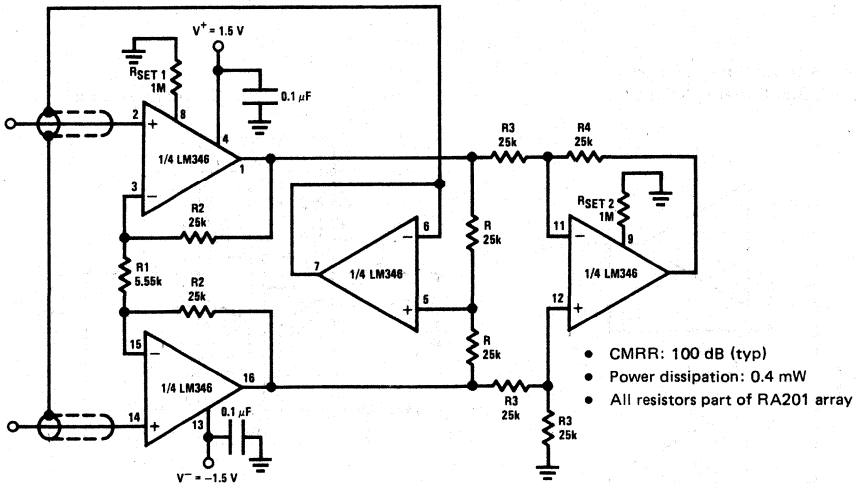 V+ = 1.5 V
RSET 1
1M
0.1 μF
2
+
8
4
1/4 LM346
1
3
−
R2
25k
R1
5.55k
R2
25k
15
−
1/4 LM346
16
14
+
13
0.1 μF
V− = −1.5 V
6
−
7
1/4 LM346
5
+
R
25k
R
25k
R3
25k
R4
25k
RSET 2
1M
11
−
9
1/4 LM346
12
+
R3
25k
R3
25k
• CMRR: 100 dB (typ)
• Power dissipation: 0.4 mW
• All resistors part of RA201 array